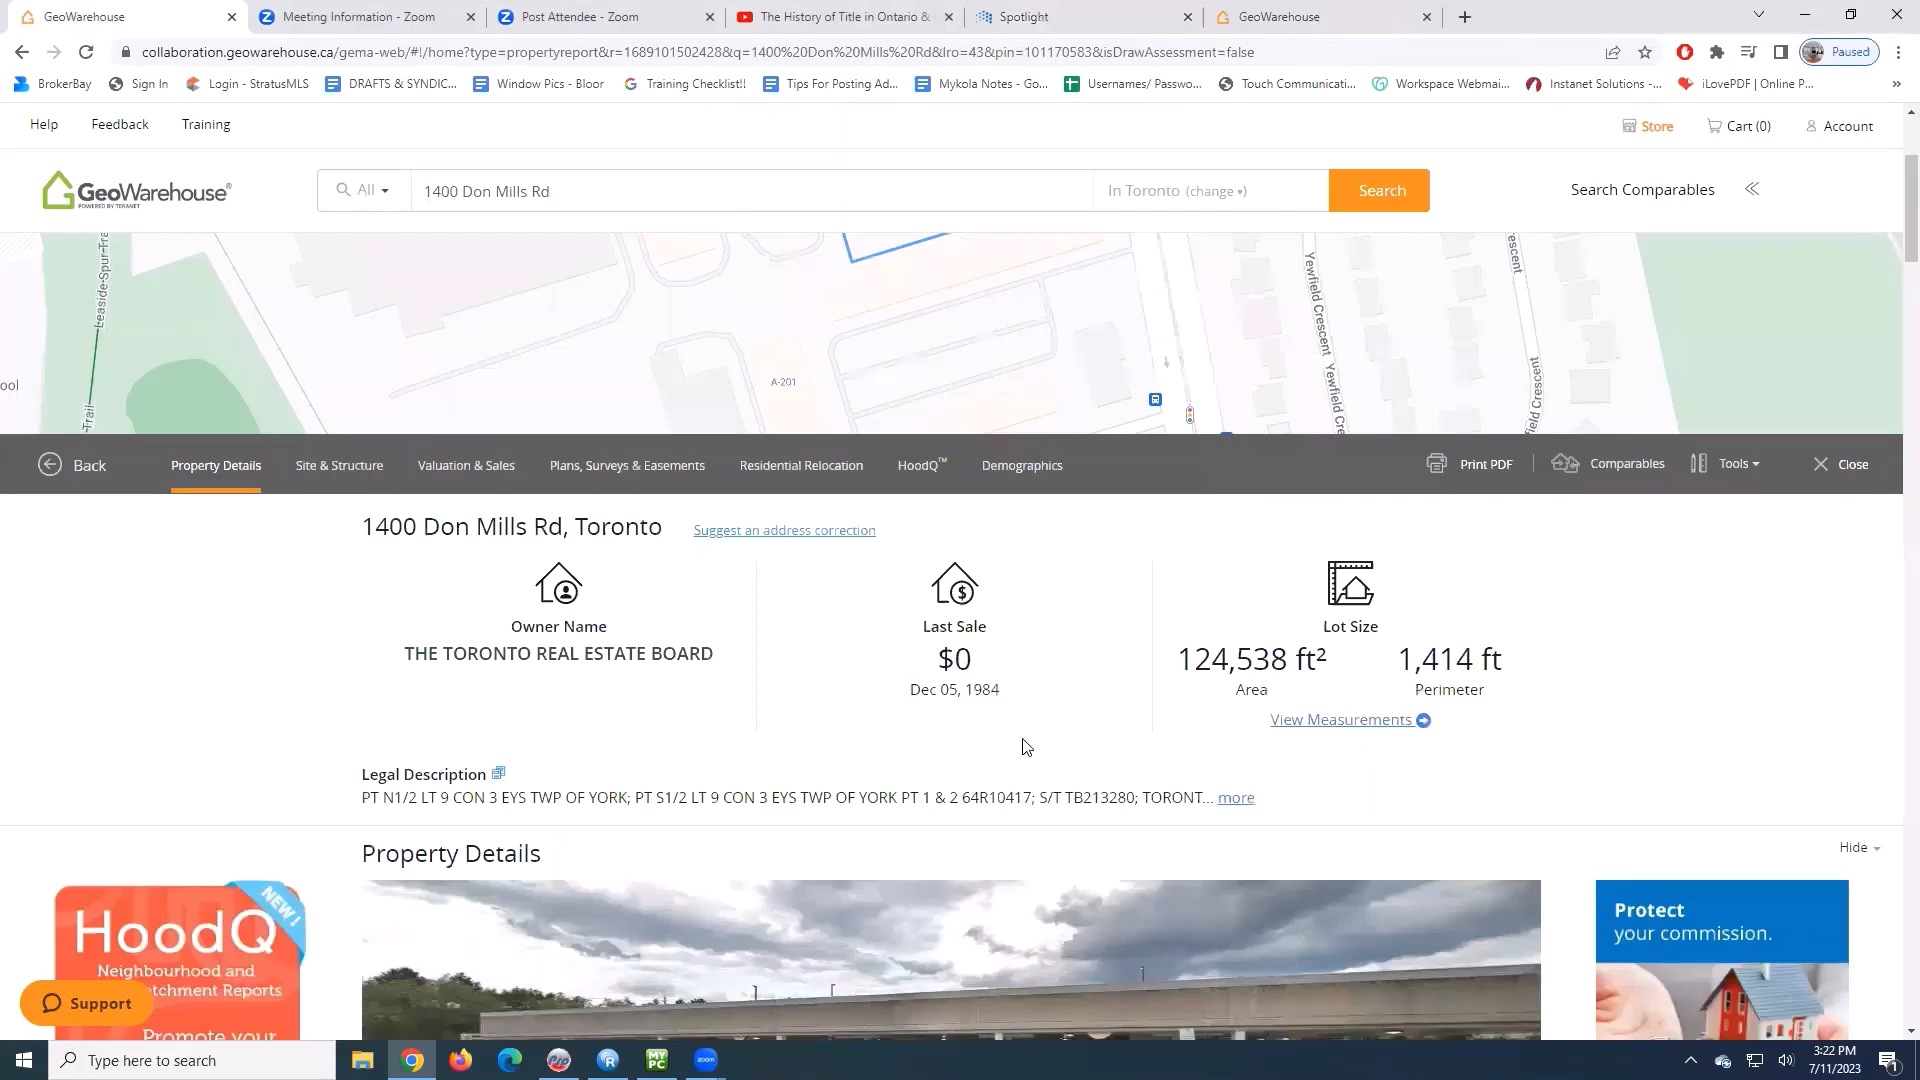 GeoWarehouse
Meeting Information - Zoom
Post Attendee - Zoom
The History of Title in Ontario &
Spotlight
GeoWarehouse
collaboration.geowarehouse.ca/gema-web/#!/home?type=propertyreport&r=1689101502428&q=1400%20Don%20Mills%20Rd&lro=43&pin=101170583&isDrawAssessment=false
Paused
BrokerBay
Sign In
Login - StratusMLS
DRAFTS & SYNDIC...
Window Pics - Bloor
Training Checklist!!
Tips For Posting Ad...
Mykola Notes - Go...
Usernames/ Passwo...
Touch Communicati...
Workspace Webmai...
Instanet Solutions -...
iLovePDF | Online P...
Help
Feedback
Training
Store
Cart (0)
Account
GeoWarehouse®
POWERED BY TERANET
All
1400 Don Mills Rd
In Toronto (change ▾)
Search
Search Comparables
Leaside-Spur-Tra
Trail
ool
A-201
Yewfield Crescent
Yewfield Cre
escent
field Crescent
Back
Property Details
Site & Structure
Valuation & Sales
Plans, Surveys & Easements
Residential Relocation
HoodQ™
Demographics
Print PDF
Comparables
Tools
Close
1400 Don Mills Rd, Toronto
Suggest an address correction
Owner Name
THE TORONTO REAL ESTATE BOARD
Last Sale
$0
Dec 05, 1984
Lot Size
124,538 ft²
Area
1,414 ft
Perimeter
View Measurements
Legal Description
PT N1/2 LT 9 CON 3 EYS TWP OF YORK; PT S1/2 LT 9 CON 3 EYS TWP OF YORK PT 1 & 2 64R10417; S/T TB213280; TORONT... more
Property Details
Hide
NEW!
HoodQ
Neighbourhood and
tchment Reports
Promote your
Support
Protect
your commission.
Type here to search
MY
PC
zoom
3:22 PM
7/11/2023
1